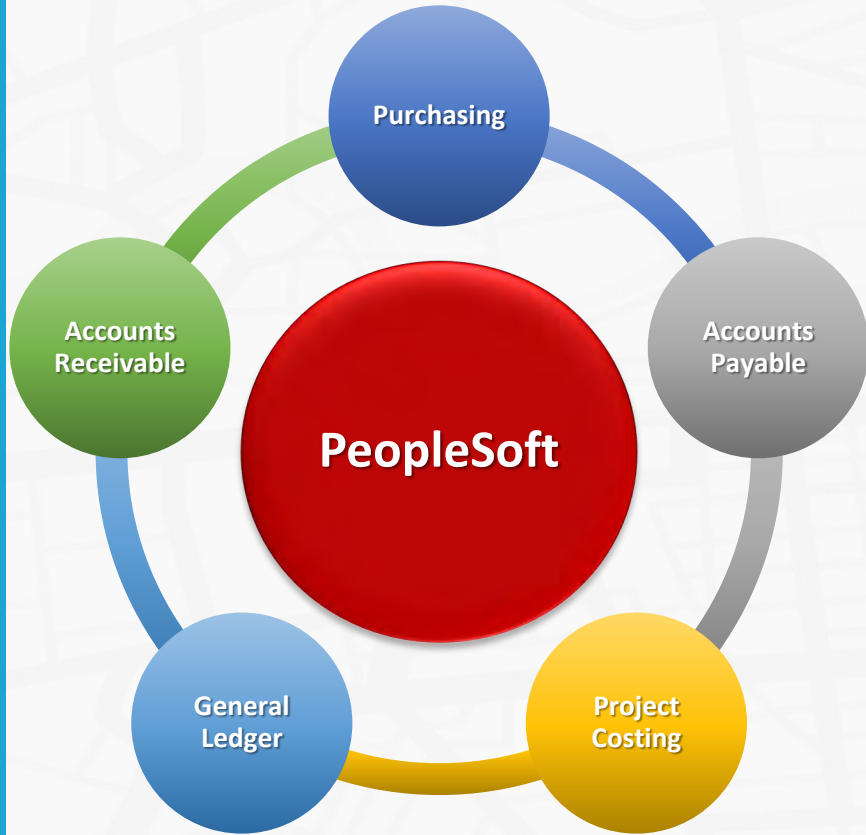 Purchasing
Accounts
Payable
Project
Costing
General
Ledger
Accounts
Receivable
PeopleSoft